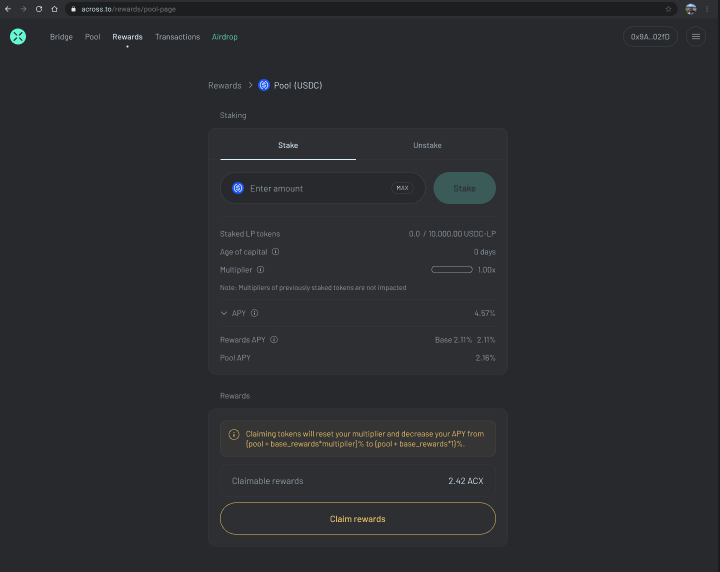 across.to/rewards/pool-page
Bridge Pool Rewards Transactions Airdrop 0x9A...02fD
Rewards > Pool (USDC)
Staking
Stake Unstake
Enter amount MAX Stake
Staked LP tokens 0.0 / 10,000.00 USDC-LP
Age of capital 0 days
Multiplier 1.00x
Note: Multipliers of previously staked tokens are not impacted
APY 4.57%
Rewards APY Base 2.11% 2.11%
Pool APY 2.16%
Rewards
Claiming tokens will reset your multiplier and decrease your APY from
{pool + base_rewards*multiplier}% to {pool + base_rewards*1}%.
Claimable rewards 2.42 ACX
Claim rewards